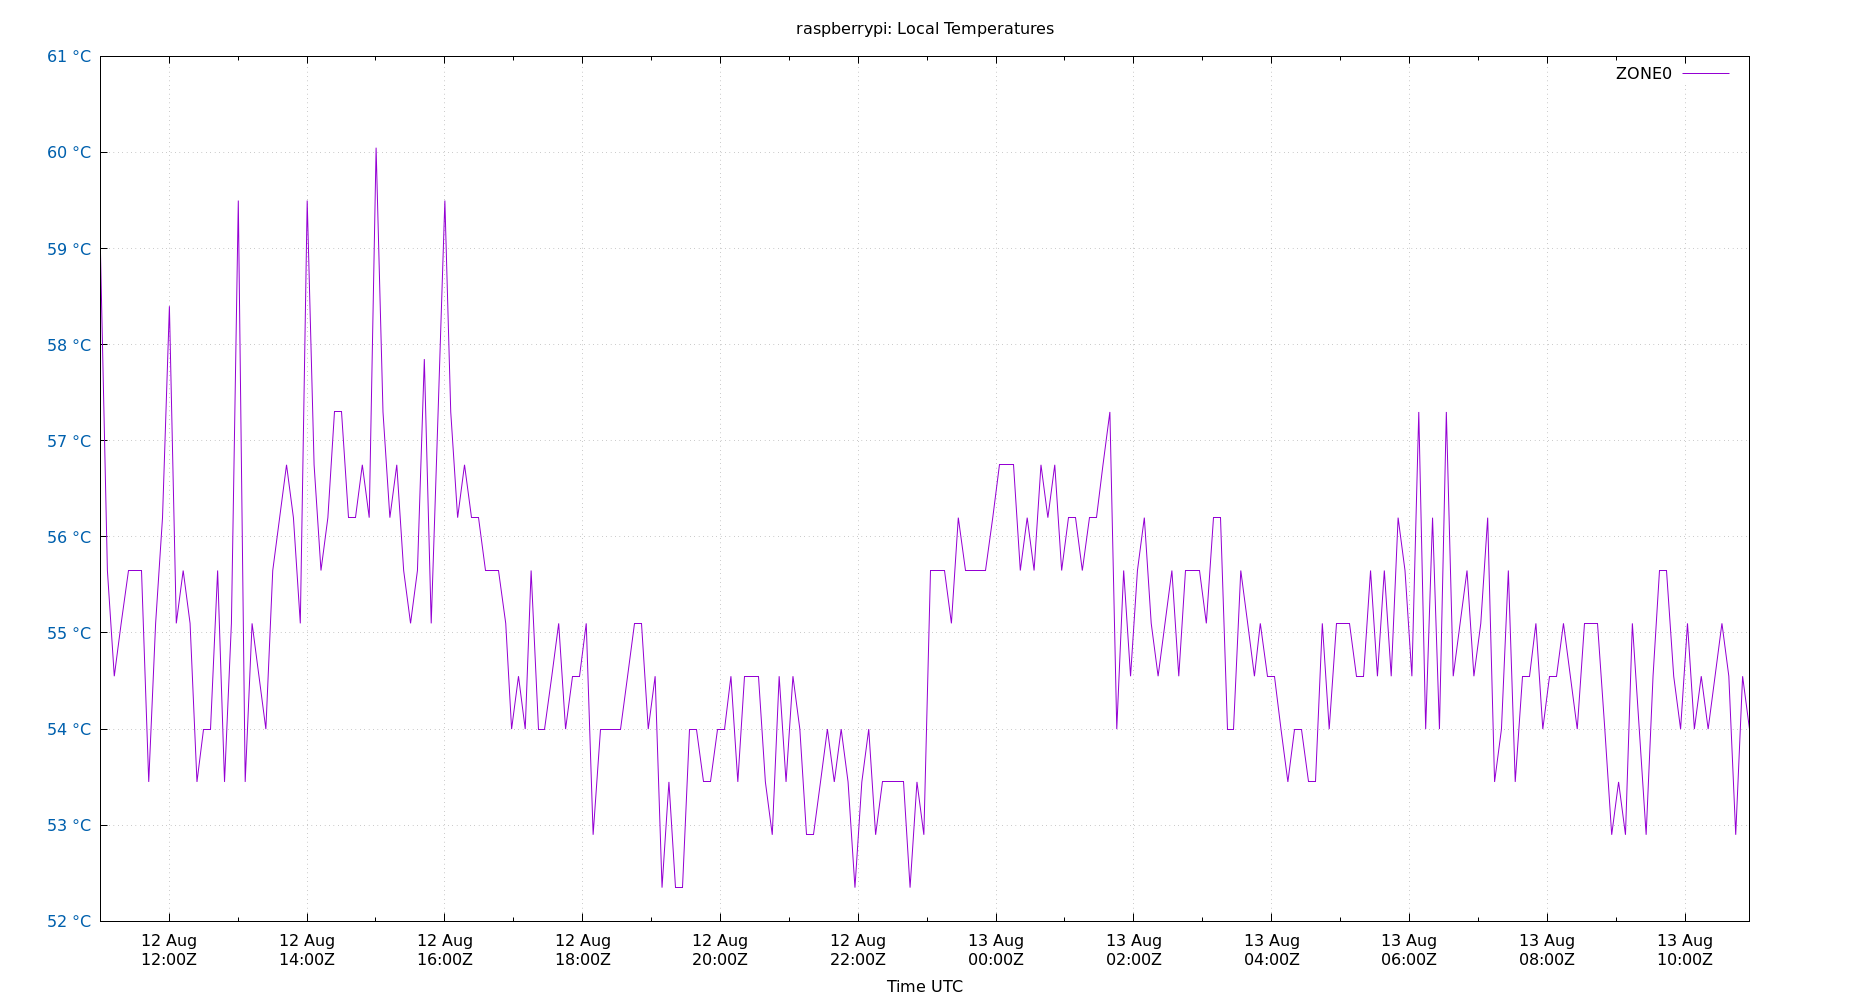 raspberrypi: Local Temperatures
61 °C
ZONE0
60 °C
59 °C
58 °C
57 °C
56 °C
55 °C
54 °C
53 °C
52 °C
12 Aug 12 Aug 12 Aug 12 Aug 12 Aug 12 Aug 13 Aug 13 Aug 13 Aug 13 Aug 13 Aug 13 Aug
12:00Z 14:00Z 16:00Z 18:00Z 20:00Z 22:00Z 00:00Z 02:00Z 04:00Z 06:00Z 08:00Z 10:00Z
Time UTC